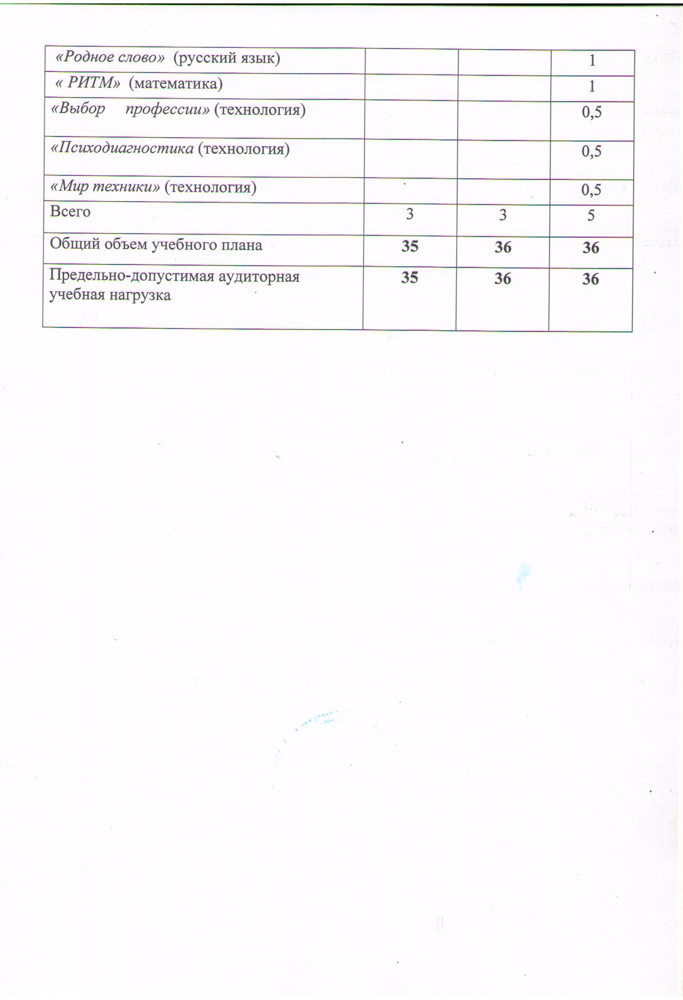 «Родное слово» (русский язык) 1
« РИТМ» (математика) 1
«Выбор профессии» (технология) 0,5
«Психодиагностика (технология) 0,5
«Мир техники» (технология) 0,5
Всего 3 3 5
Общий объем учебного плана 35 36 36
Предельно-допустимая аудиторная 35 36 36
учебная нагрузка